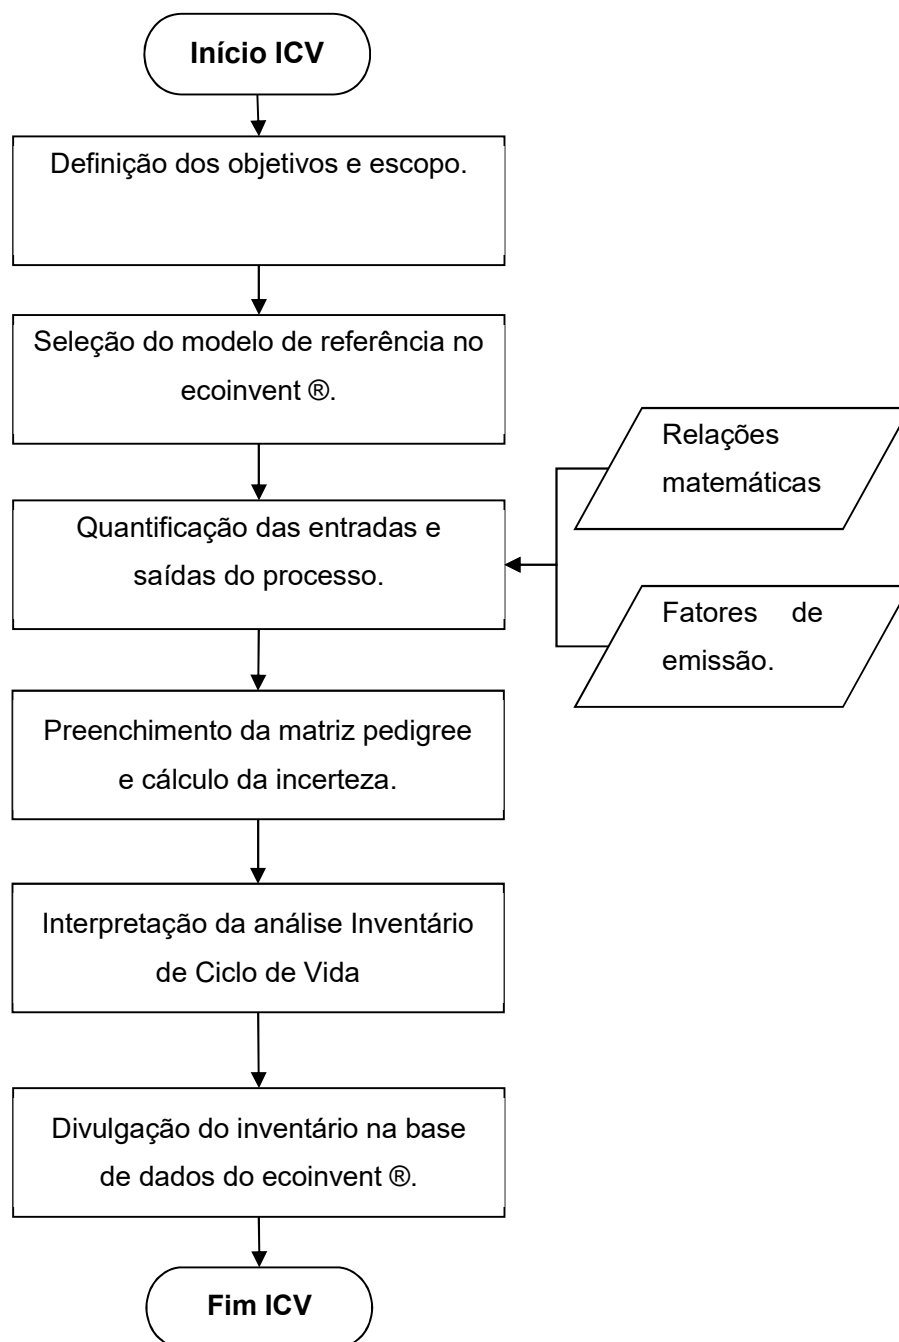 Início ICV
Definição dos objetivos e escopo.
Seleção do modelo de referência no
ecoinvent ®.
Relações
matemáticas
Quantificação das entradas e
saídas do processo.
Fatores de
emissão.
Preenchimento da matriz pedigree
e cálculo da incerteza.
Interpretação da análise Inventário
de Ciclo de Vida
Divulgação do inventário na base
de dados do ecoinvent ®.
Fim ICV